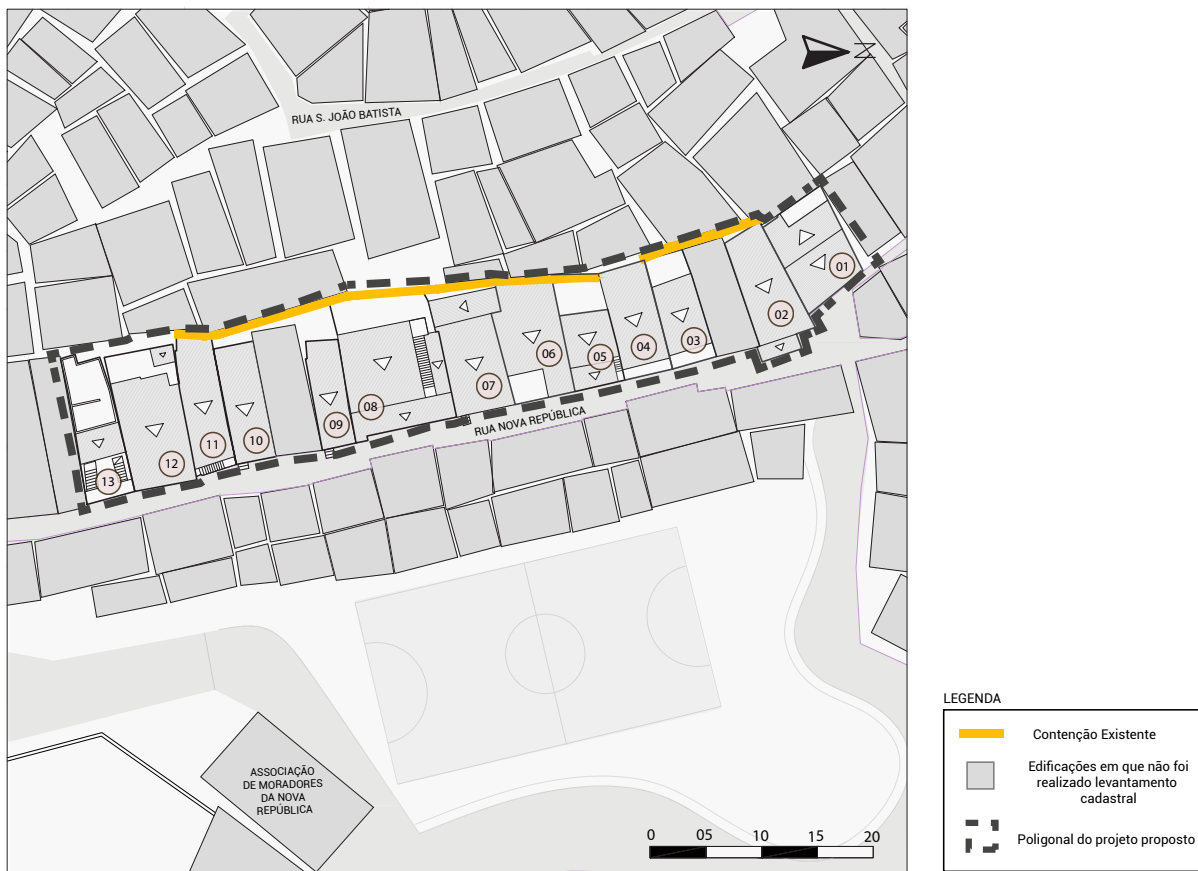 RUA S. JOÃO BATISTA
01
02
03
04
05
06
07
08
09
10
11
12
13
RUA NOVA REPÚBLICA
ASSOCIAÇÃO
DE MORADORES
DA NOVA
REPÚBLICA
0 05 10 15 20
LEGENDA
Contenção Existente
Edificações em que não foi
realizado levantamento
cadastral
Poligonal do projeto proposto